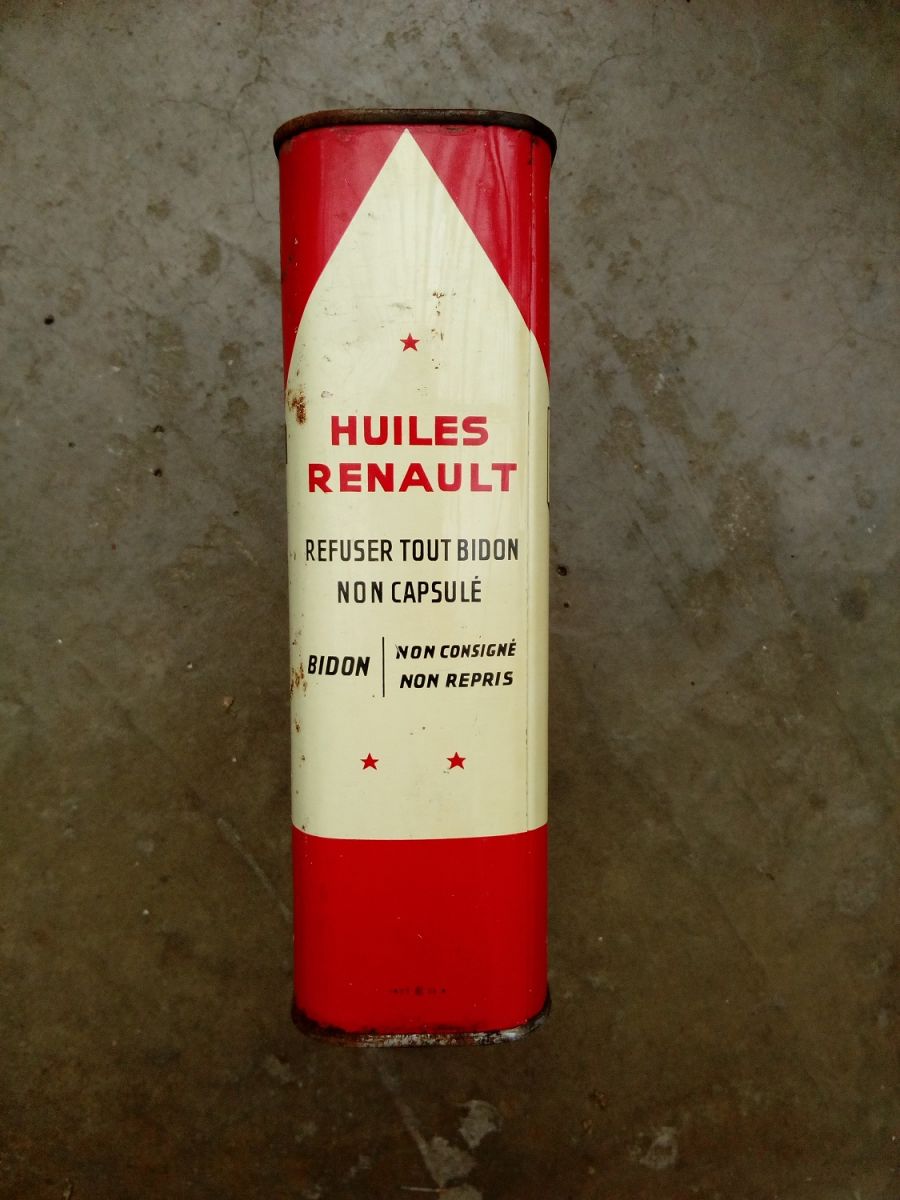 HUILES
RENAULT
REFUSER TOUT BIDON
NON CAPSULÉ
BIDON
NON CONSIGNÉ
NON REPRIS